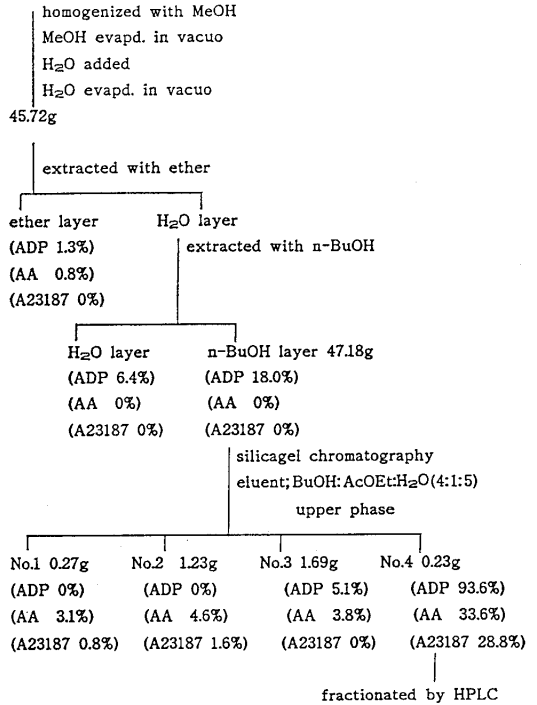 homogenized with MeOH
MeOH evapd. in vacuo
H₂O added
H₂O evapd. in vacuo
45.72g
extracted with ether
ether layer
(ADP 1.3%)
(AA 0.8%)
(A23187 0%)
H₂O layer
extracted with n-BuOH
H₂O layer
(ADP 6.4%)
(AA 0%)
(A23187 0%)
n-BuOH layer 47.18g
(ADP 18.0%)
(AA 0%)
(A23187 0%)
silicagel chromatography
eluent; BuOH: AcOEt:H₂O(4:1:5)
upper phase
No.1 0.27g
(ADP 0%)
(AA 3.1%)
(A23187 0.8%)
No.2 1.23g
(ADP 0%)
(AA 4.6%)
(A23187 1.6%)
No.3 1.69g
(ADP 5.1%)
(AA 3.8%)
(A23187 0%)
No.4 0.23g
(ADP 93.6%)
(AA 33.6%)
(A23187 28.8%)
fractionated by HPLC